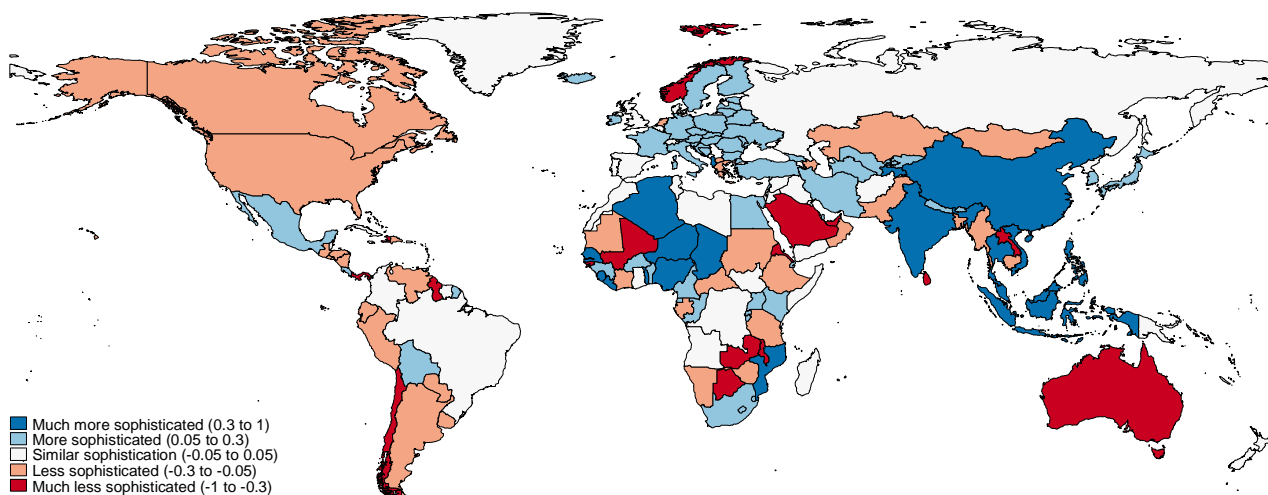 Much more sophisticated (0.3 to 1)
More sophisticated (0.05 to 0.3)
Similar sophistication (-0.05 to 0.05)
Less sophisticated (-0.3 to -0.05)
Much less sophisticated (-1 to -0.3)